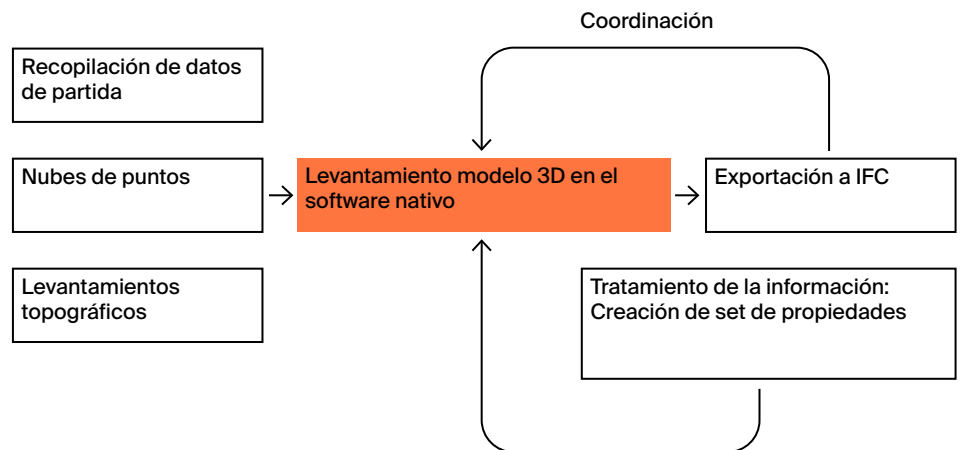 Coordinación
Recopilación de datos
de partida
Nubes de puntos
Levantamiento modelo 3D en el
software nativo
Exportación a IFC
Levantamientos
topográficos
Tratamiento de la información:
Creación de set de propiedades